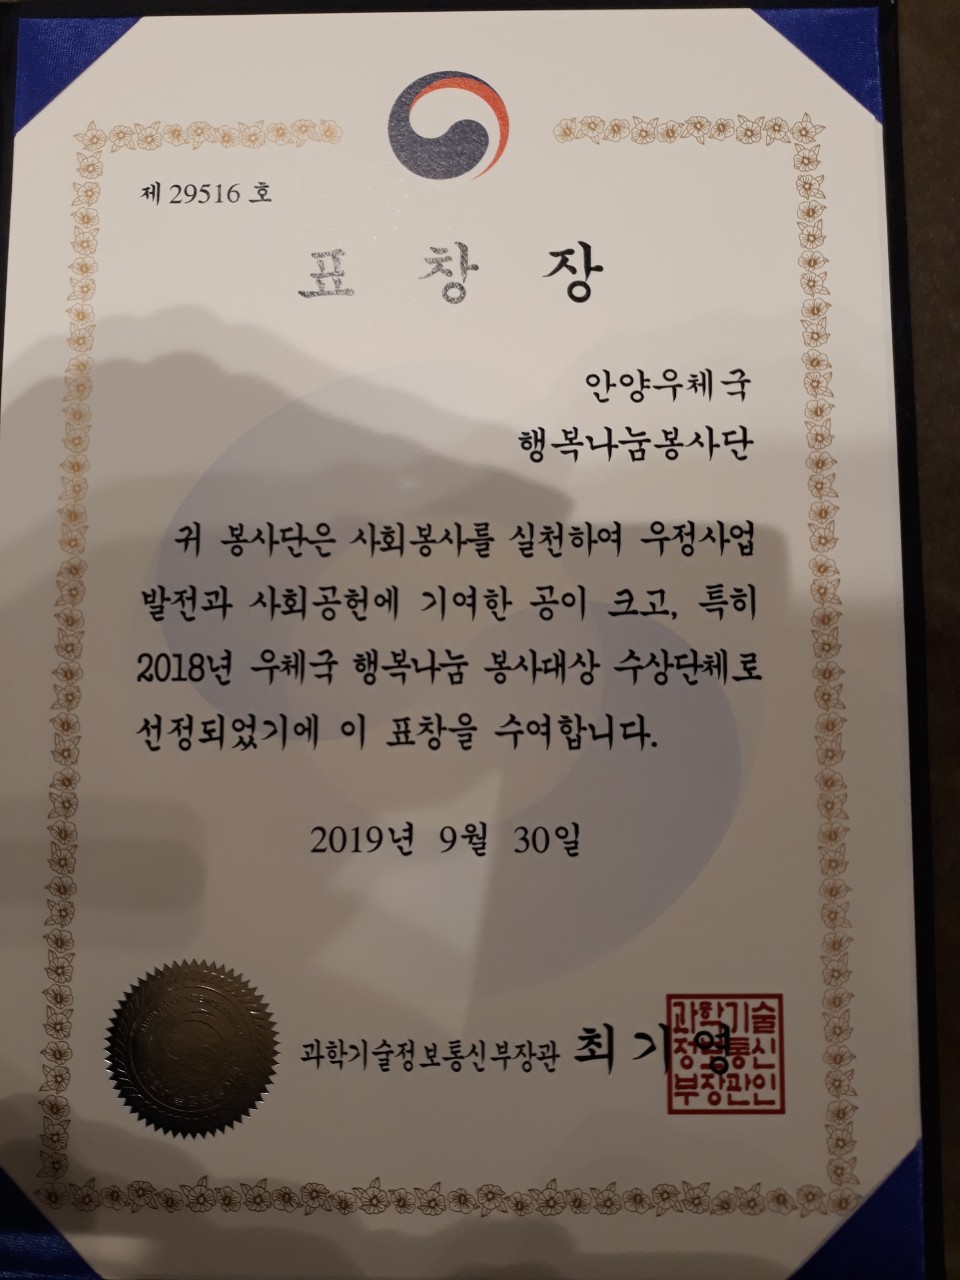 제 29516 호
표 창 장
안양우체국
행복나눔봉사단
귀 봉사단은 사회봉사를 실천하여 우정사업
발전과 사회공헌에 기여한 공이 크고, 특히
2018년 우체국 행복나눔 봉사대상 수상단체로
선정되었기에 이 표창을 수여합니다.
2019년 9월 30일
과학기술정보통신부장관 최기영
과학기술
정보통신
부장관인